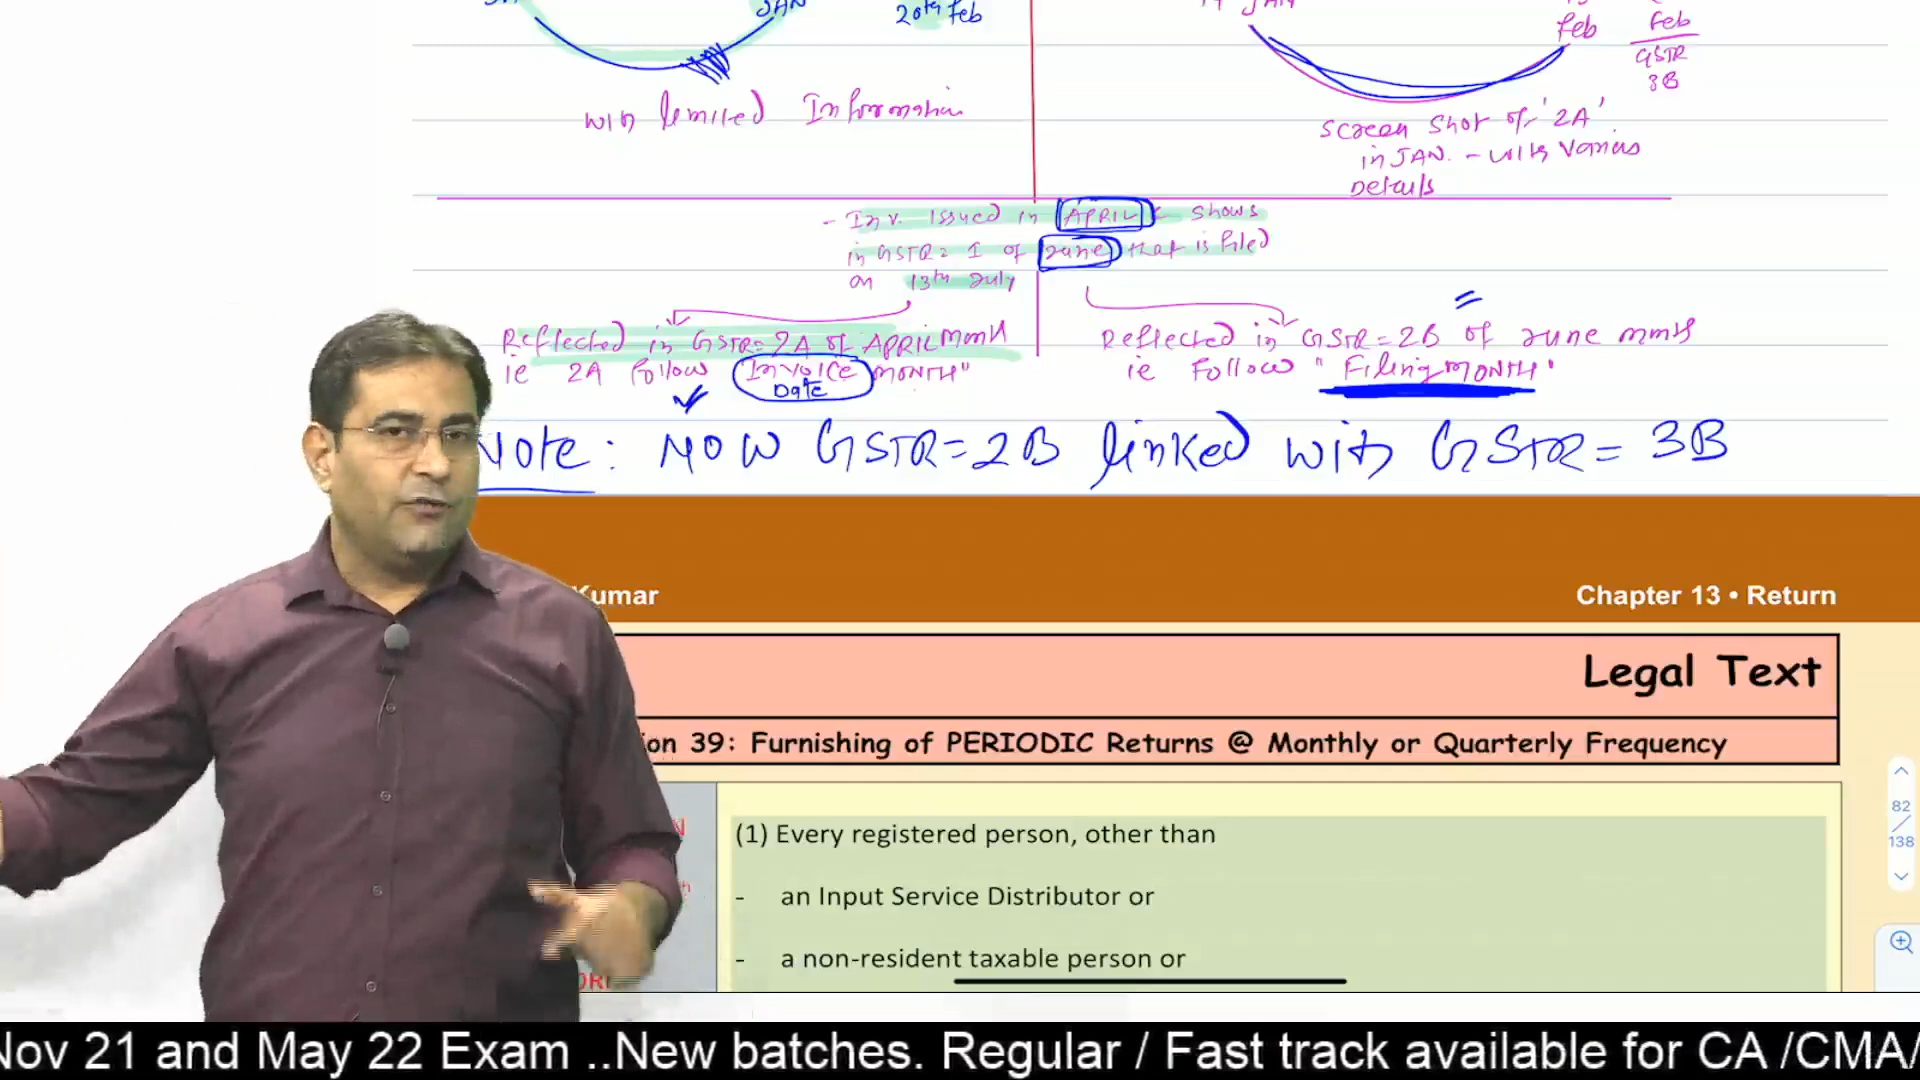 JAN
20th Feb
JAN
Feb
Feb
GSTR
3B
with limited Information
Screen Shot of '2A'
in JAN. - with Various
Details
- Inv. Issued in APRIL & shows
in GSTR=1 of June that is filed
on 13th July
Reflected in GSTR=2A of APRIL Month
ie 2A follow Invoice MONTH"
Date
Reflected in GSTR=2B of June month
ie Follow "Filing MONTH"
Note: NOW GSTR=2B linked with GSTR=3B
Kumar
Chapter 13 • Return
Legal Text
ion 39: Furnishing of PERIODIC Returns @ Monthly or Quarterly Frequency
(1) Every registered person, other than
- an Input Service Distributor or
- a non-resident taxable person or
82
138
Nov 21 and May 22 Exam ..New batches. Regular / Fast track available for CA /CMA/